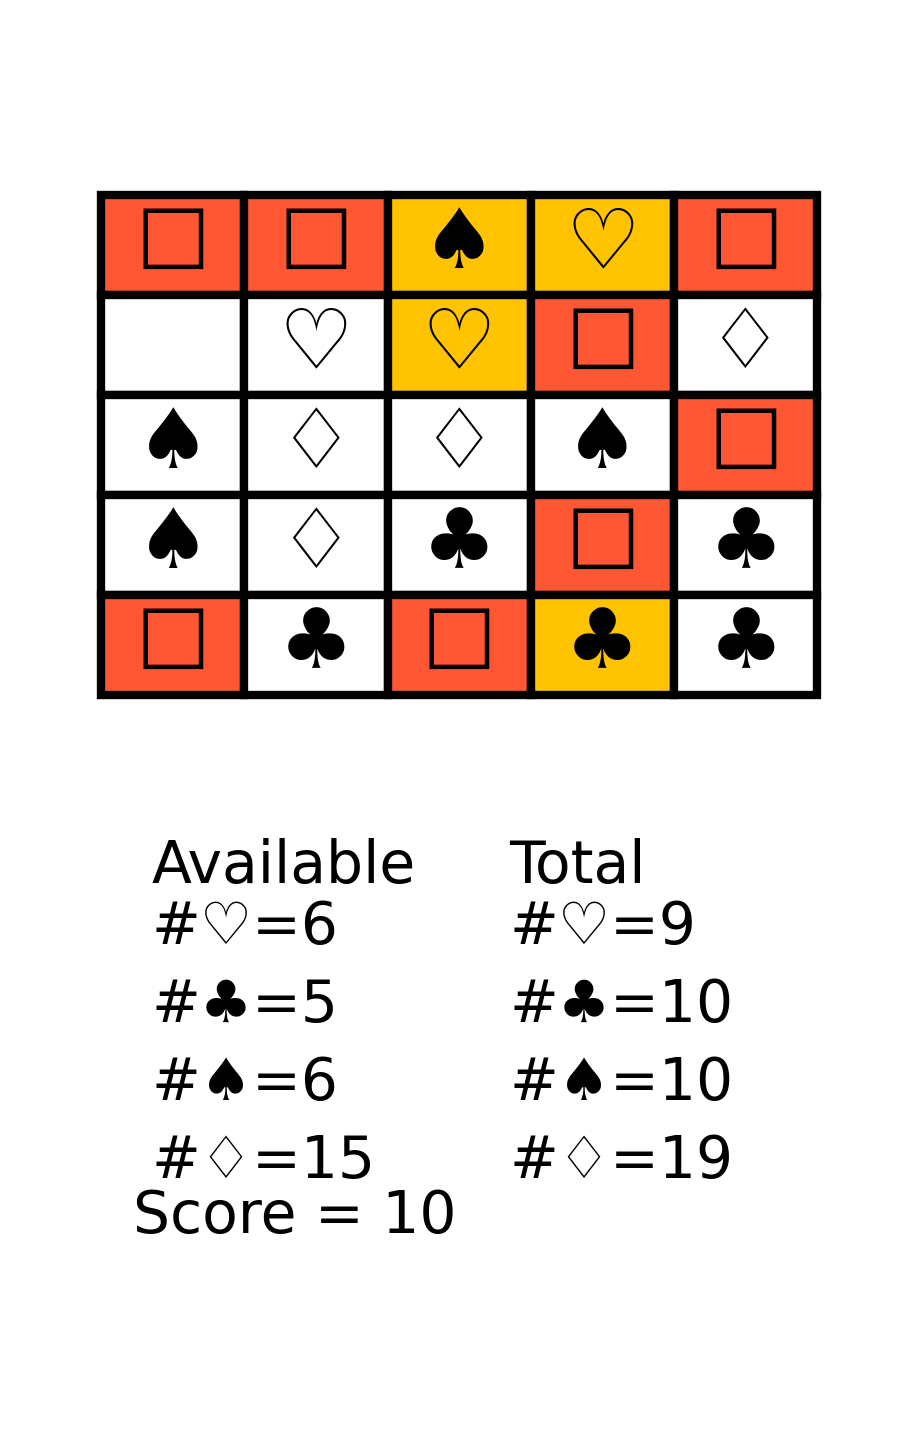 □ □ ♠ ♡ □
♡ ♡ □ ♢
♠ ♢ ♢ ♠ □
♠ ♢ ♣ □ ♣
□ ♣ □ ♣ ♣
Available Total
#♡=6 #♡=9
#♣=5 #♣=10
#♠=6 #♠=10
#♢=15 #♢=19
Score = 10